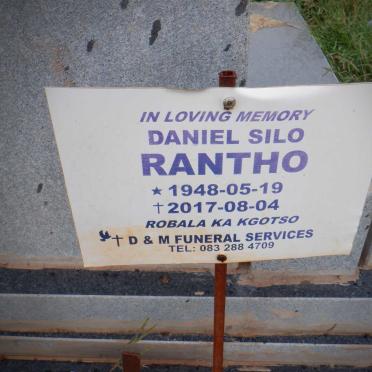 IN LOVING MEMORY
DANIEL SILO
RANTHO
★ 1948-05-19
✝ 2017-08-04
ROBALA KA KGOTSO
D & M FUNERAL SERVICES
TEL: 083 288 4709